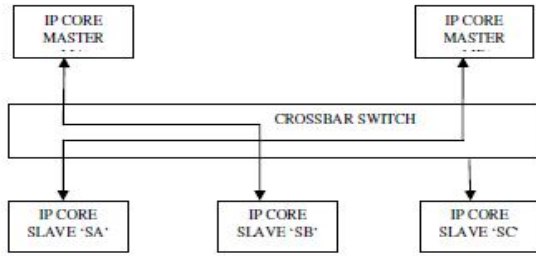 IP CORE
MASTER
IP CORE
MASTER
CROSSBAR SWITCH
IP CORE
SLAVE ‘SA’
IP CORE
SLAVE ‘SB’
IP CORE
SLAVE ‘SC’